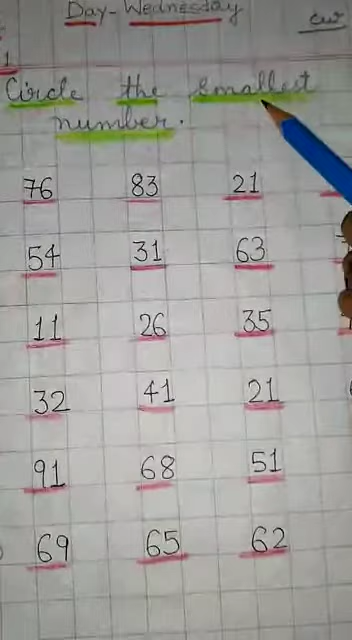 Day-Wednesday
cw
1
Circle the smallest
number.
76 83 21
54 31 63
11 26 35
32 41 21
91 68 51
69 65 62